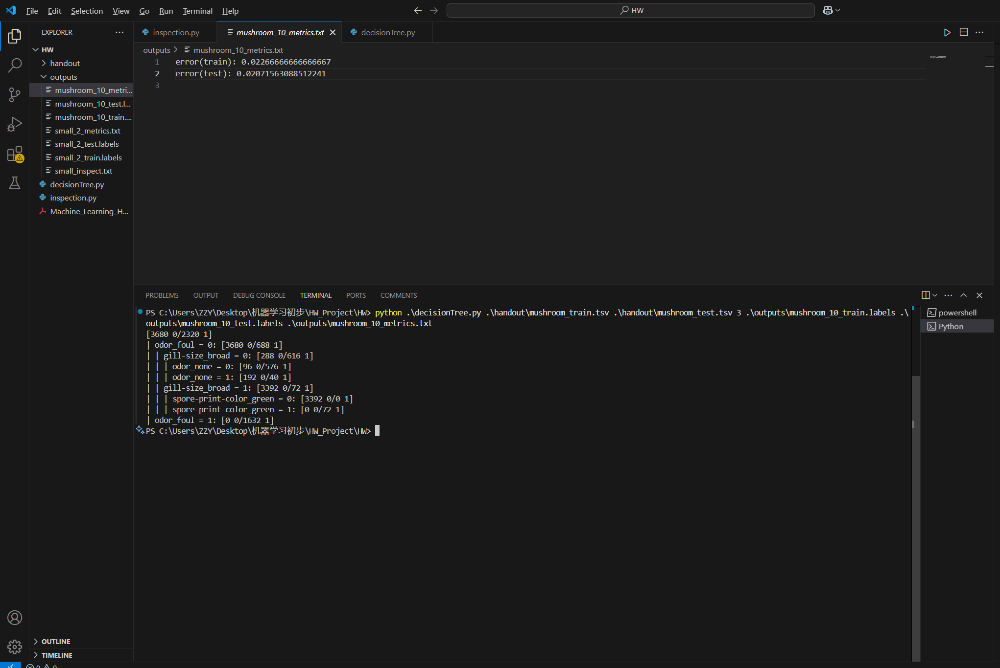 File Edit Selection View Go Run Terminal Help
HW
EXPLORER
HW
handout
outputs
mushroom_10_metri...
mushroom_10_test.l...
mushroom_10_train....
small_2_metrics.txt
small_2_test.labels
small_2_train.labels
small_inspect.txt
decisionTree.py
inspection.py
Machine_Learning_H...
OUTLINE
TIMELINE
inspection.py
mushroom_10_metrics.txt
decisionTree.py
outputs > mushroom_10_metrics.txt
1 error(train): 0.02266666666666667
2 error(test): 0.02071563088512241
3
PROBLEMS OUTPUT DEBUG CONSOLE TERMINAL PORTS COMMENTS
PS C:\Users\ZZY\Desktop\机器学习初步\HW_Project\HW> python .\decisionTree.py .\handout\mushroom_train.tsv .\handout\mushroom_test.tsv 3 .\outputs\mushroom_10_train.labels .\
outputs\mushroom_10_test.labels .\outputs\mushroom_10_metrics.txt
[3680 0/2320 1]
| odor_foul = 0: [3680 0/688 1]
| | gill-size_broad = 0: [288 0/616 1]
| | | odor_none = 0: [96 0/576 1]
| | | odor_none = 1: [192 0/40 1]
| | gill-size_broad = 1: [3392 0/72 1]
| | | spore-print-color_green = 0: [3392 0/0 1]
| | | spore-print-color_green = 1: [0 0/72 1]
| odor_foul = 1: [0 0/1632 1]
PS C:\Users\ZZY\Desktop\机器学习初步\HW_Project\HW>
powershell
Python
0 0